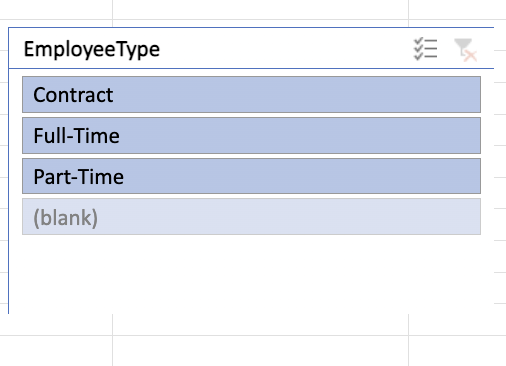 EmployeeType
Contract
Full-Time
Part-Time
(blank)